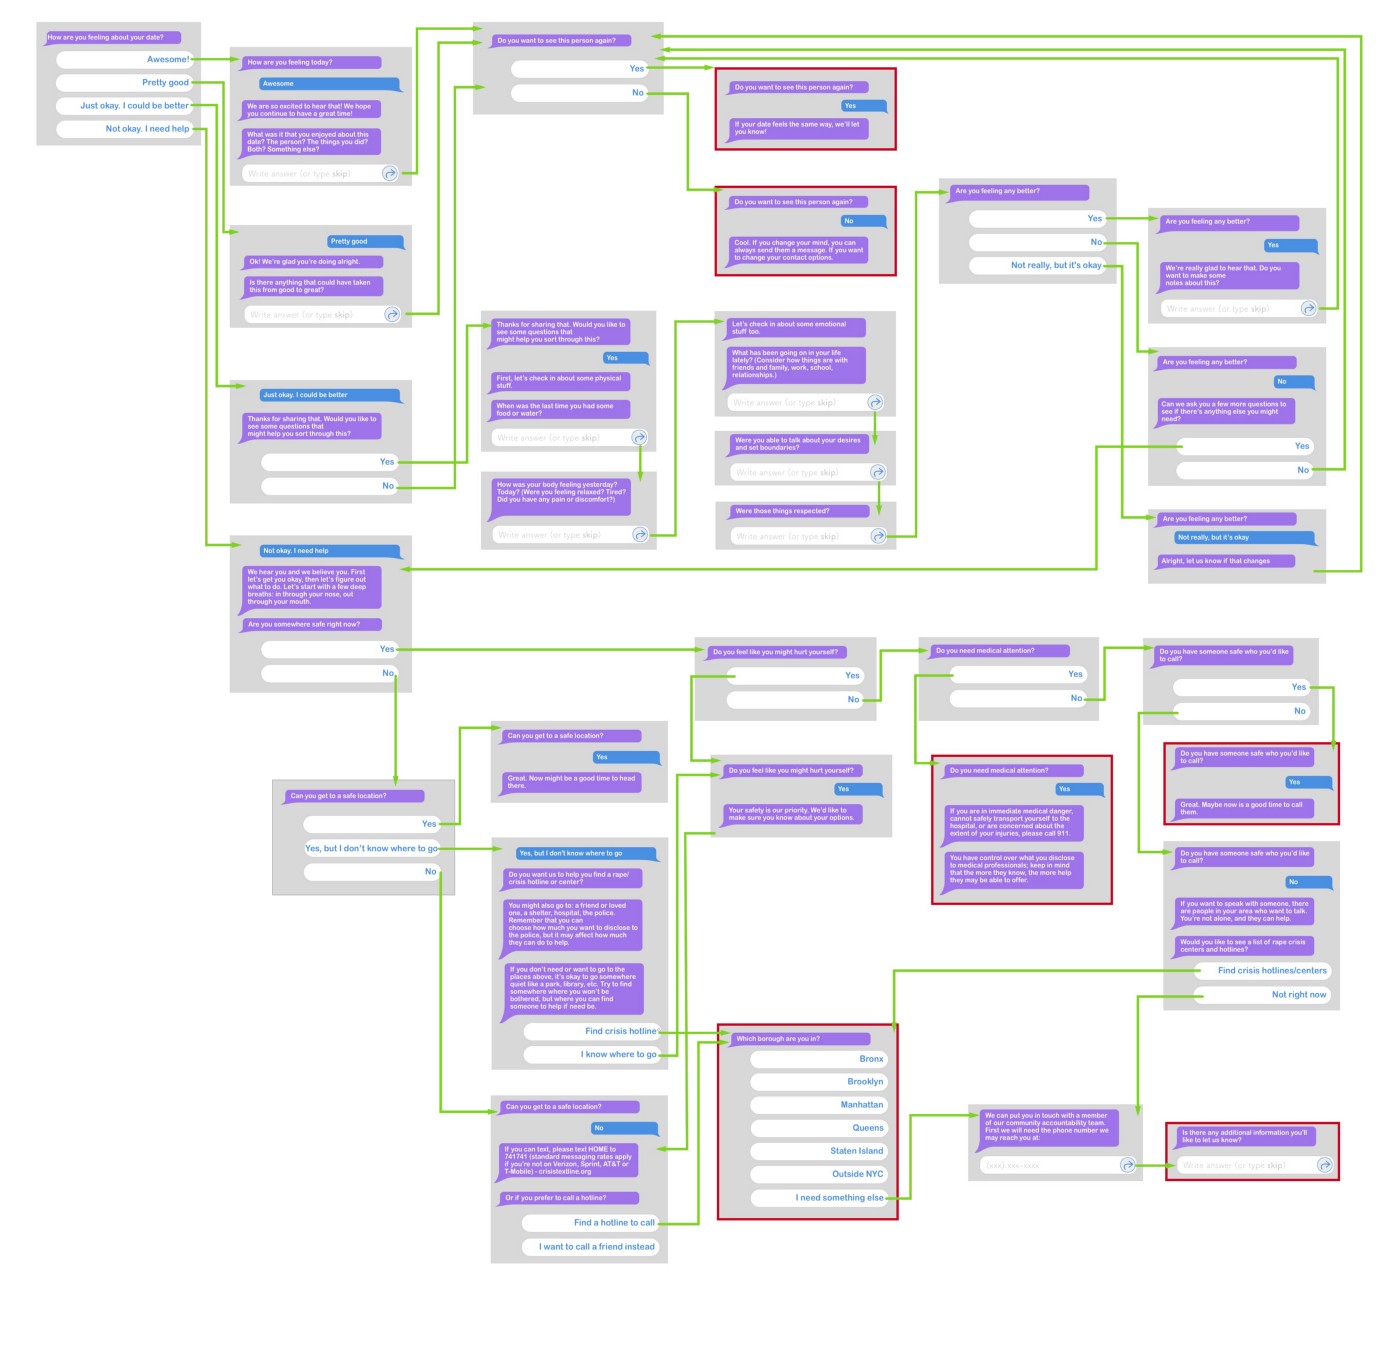 How are you feeling about your date?
Awesome!
Pretty good
Just okay. I could be better
Not okay. I need help
How are you feeling today?
Awesome
We are so excited to hear that! We hope
you continue to have a great time!
What was it that you enjoyed about this
date? The person? The things you did?
Both? Something else?
Write answer (or type skip)
Pretty good
Ok! We're glad you're doing alright.
Is there anything that could have taken
this from good to great?
Write answer (or type skip)
Just okay. I could be better
Thanks for sharing that. Would you like to
see some questions that
might help you sort through this?
Yes
No
Not okay. I need help
We hear you and we believe you. First
let's get you okay, then let's figure out
what to do. Let's start with a few deep
breaths: in through your nose, out
through your mouth.
Are you somewhere safe right now?
Yes
No
Do you want to see this person again?
Yes
No
Do you want to see this person again?
Yes
If your date feels the same way, we'll let
you know!
Do you want to see this person again?
No
Cool. If you change your mind, you can
always send them a message. If you want
to change your contact options.
Thanks for sharing that. Would you like to
see some questions that
might help you sort through this?
Yes
First, let's check in about some physical
stuff.
When was the last time you had some
food or water?
Write answer (or type skip)
How was your body feeling yesterday?
Today? (Were you feeling relaxed? Tired?
Did you have any pain or discomfort?)
Write answer (or type skip)
Let's check in about some emotional
stuff too.
What has been going on in your life
lately? (Consider how things are with
friends and family, work, school,
relationships.)
Write answer (or type skip)
Were you able to talk about your desires
and set boundaries?
Write answer (or type skip)
Were those things respected?
Write answer (or type skip)
Are you feeling any better?
Yes
No
Not really, but it's okay
Are you feeling any better?
Yes
We're really glad to hear that. Do you
want to make some
notes about this?
Write answer (or type skip)
Are you feeling any better?
No
Can we ask you a few more questions to
see if there's anything else you might
need?
Yes
No
Are you feeling any better?
Not really, but it's okay
Alright, let us know if that changes
Do you feel like you might hurt yourself?
Yes
No
Do you need medical attention?
Yes
No
Do you have someone safe who you'd like
to call?
Yes
No
Can you get to a safe location?
Yes
Great. Now might be a good time to head
there.
Can you get to a safe location?
Yes
Yes, but I don't know where to go
No
Do you feel like you might hurt yourself?
Yes
Your safety is our priority. We'd like to
make sure you know about your options.
Do you need medical attention?
Yes
If you are in immediate medical danger,
cannot safely transport yourself to the
hospital, or are concerned about the
extent of your injuries, please call 911.
You have control over what you disclose
to medical professionals; keep in mind
that the more they know, the more help
they may be able to offer.
Do you have someone safe who you'd like
to call?
Yes
Great. Maybe now is a good time to call
them.
Yes, but I don't know where to go
Do you want us to help you find a rape/
crisis hotline or center?
You might also go to: a friend or loved
one, a shelter, hospital, the police.
Remember that you can
choose how much you want to disclose to
the police, but it may affect how much
they can do to help.
If you don't need or want to go to the
places above, it's okay to go somewhere
quiet like a park, library, etc. Try to find
somewhere where you won't be
bothered, but where you can find
someone to help if need be.
Find crisis hotline
I know where to go
Do you have someone safe who you'd like
to call?
No
If you want to speak with someone, there
are people in your area who want to talk.
You're not alone, and they can help.
Would you like to see a list of rape crisis
centers and hotlines?
Find crisis hotlines/centers
Not right now
Can you get to a safe location?
No
If you can text, please text HOME to
741741 (standard messaging rates apply
if you're not on Verizon, Sprint, AT&T or
T-Mobile) - crisistextline.org
Or if you prefer to call a hotline?
Find a hotline to call
I want to call a friend instead
Which borough are you in?
Bronx
Brooklyn
Manhattan
Queens
Staten Island
Outside NYC
I need something else
We can put you in touch with a member
of our community accountability team.
First we will need the phone number we
may reach you at:
(xxx) xxx-xxxx
Is there any additional information you'll
like to let us know?
Write answer (or type skip)